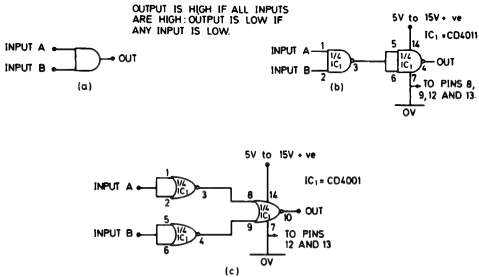 OUTPUT IS HIGH IF ALL INPUTS
ARE HIGH: OUTPUT IS LOW IF
ANY INPUT IS LOW.
INPUT A
INPUT B
OUT
(a)
5V to 15V + ve
IC1 = CD4011
INPUT A
1
INPUT B
2
1/4
IC1
3
5
6
14
1/4
IC1
4
OUT
7
TO PINS 8,
9, 12 AND 13.
0V
(b)
5V to 15V + ve
IC1 = CD4001
INPUT A
1
2
1/4
IC1
3
INPUT B
5
6
1/4
IC1
4
8
9
14
1/4
IC1
10
OUT
7
TO PINS
12 AND 13
0V
(c)